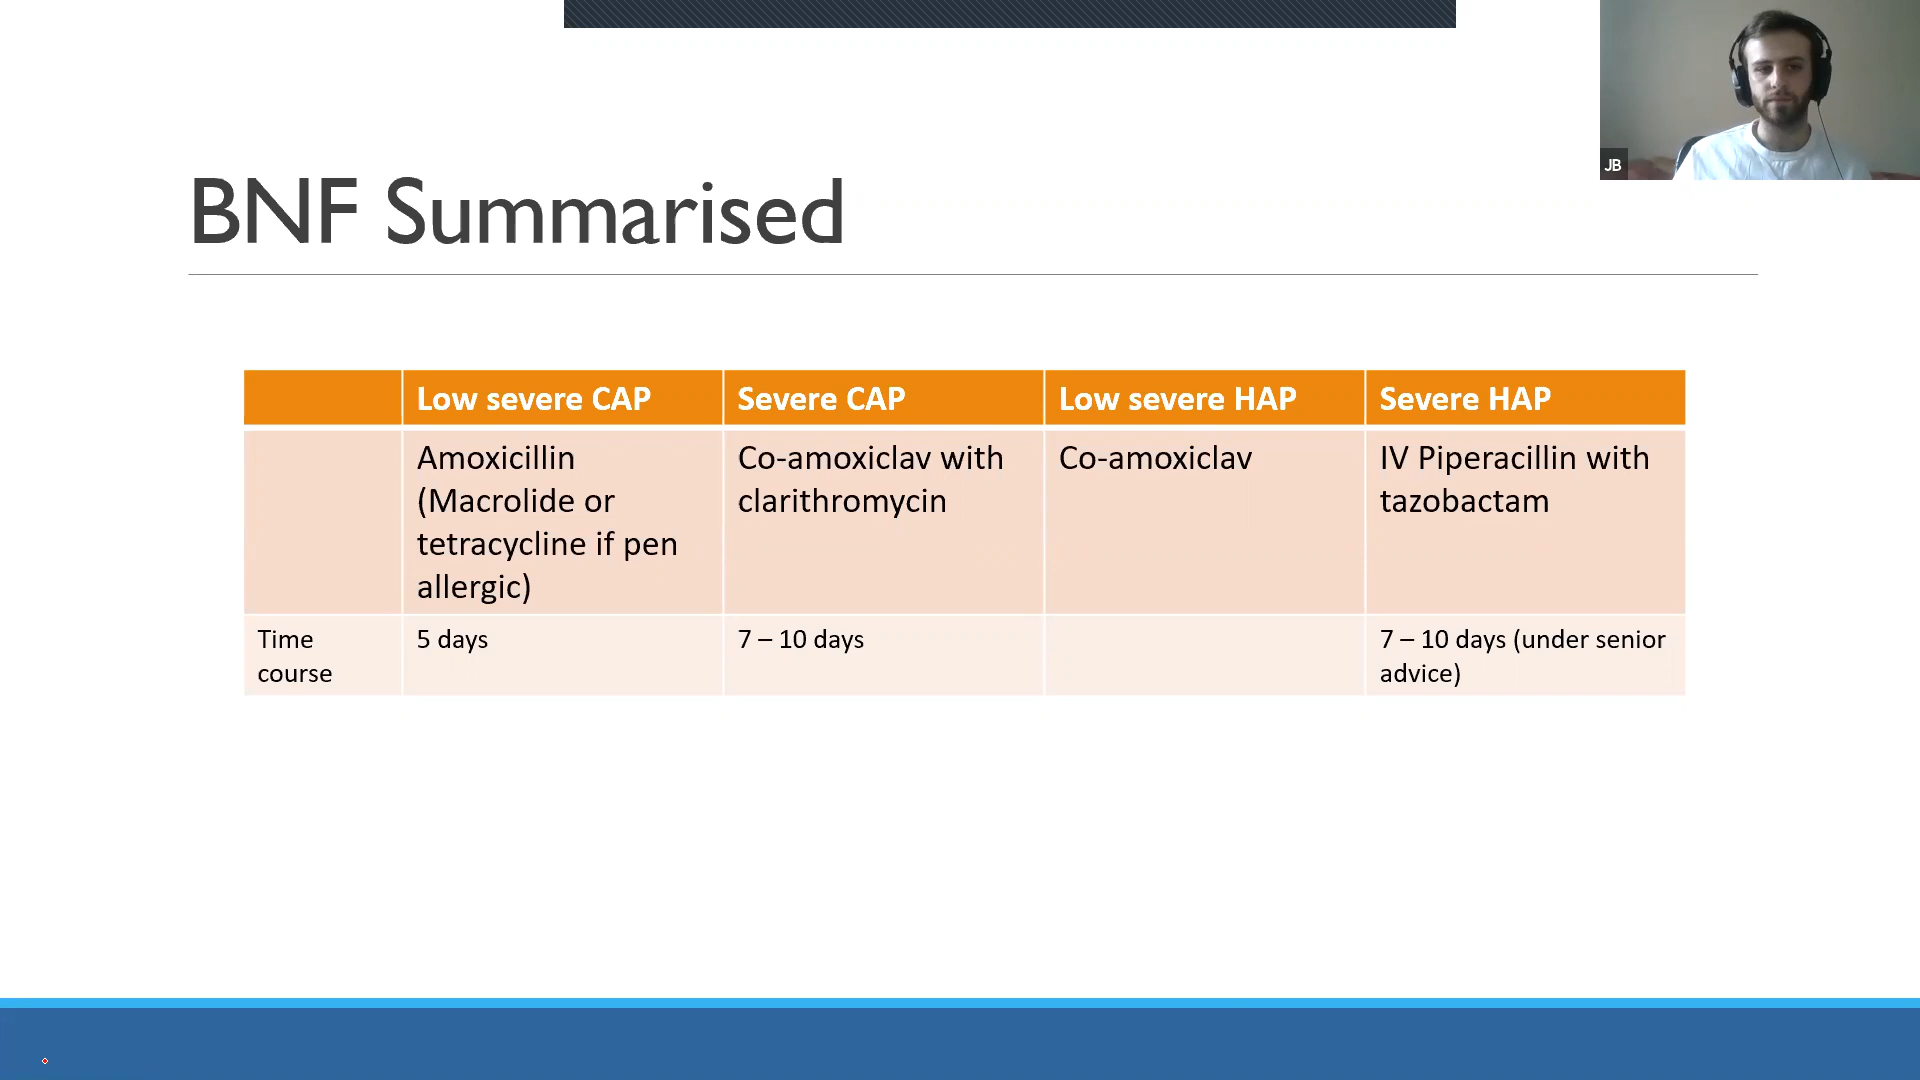 JB
BNF Summarised
Low severe CAP
Severe CAP
Low severe HAP
Severe HAP
Amoxicillin
(Macrolide or
tetracycline if pen
allergic)
Co-amoxiclav with
clarithromycin
Co-amoxiclav
IV Piperacillin with
tazobactam
Time
course
5 days
7 – 10 days
7 – 10 days (under senior
advice)